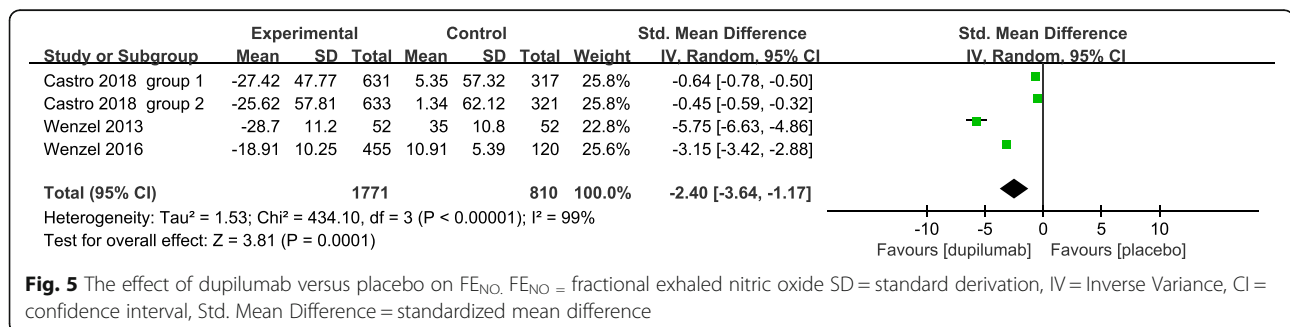 Experimental Control Std. Mean Difference Std. Mean Difference
Study or Subgroup Mean SD Total Mean SD Total Weight IV. Random. 95% CI IV. Random. 95% CI
Castro 2018 group 1 -27.42 47.77 631 5.35 57.32 317 25.8% -0.64 [-0.78, -0.50]
Castro 2018 group 2 -25.62 57.81 633 1.34 62.12 321 25.8% -0.45 [-0.59, -0.32]
Wenzel 2013 -28.7 11.2 52 35 10.8 52 22.8% -5.75 [-6.63, -4.86]
Wenzel 2016 -18.91 10.25 455 10.91 5.39 120 25.6% -3.15 [-3.42, -2.88]
Total (95% CI) 1771 810 100.0% -2.40 [-3.64, -1.17]
Heterogeneity: Tau² = 1.53; Chi² = 434.10, df = 3 (P < 0.00001); I² = 99%
Test for overall effect: Z = 3.81 (P = 0.0001)
-10 -5 0 5 10
Favours [dupilumab] Favours [placebo]
Fig. 5 The effect of dupilumab versus placebo on FENO. FENO = fractional exhaled nitric oxide SD = standard derivation, IV = Inverse Variance, CI =
confidence interval, Std. Mean Difference = standardized mean difference